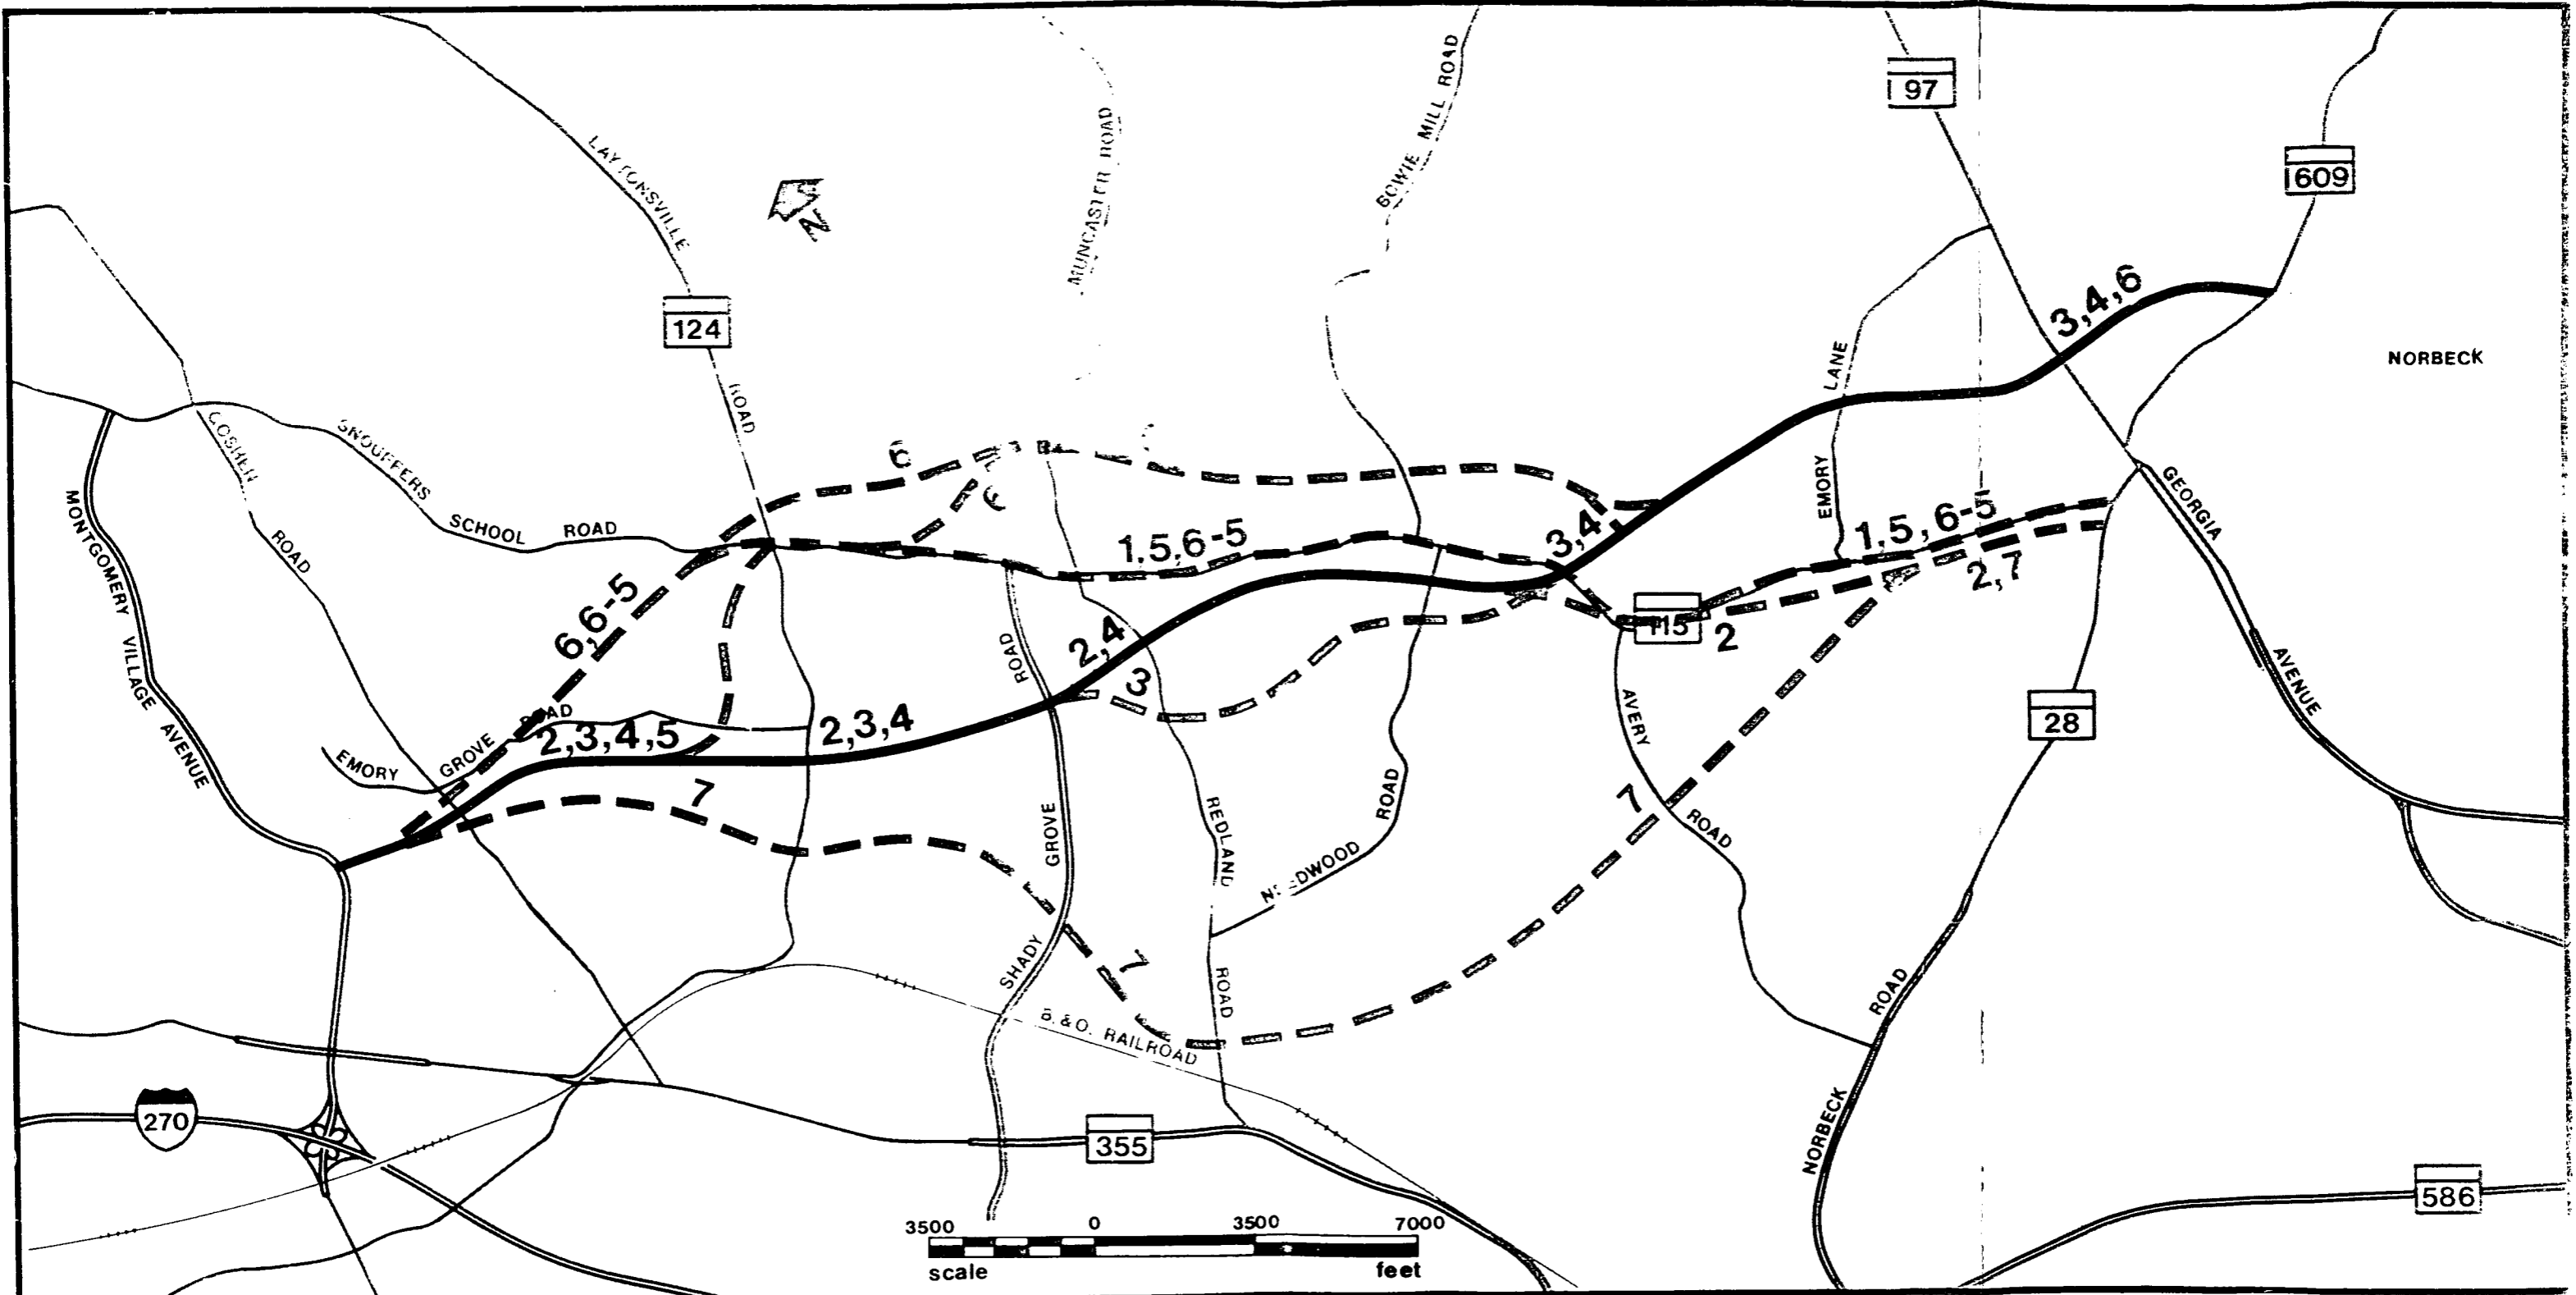 97
609
BOWIE MILL ROAD
MUNCASTER ROAD
LAYTONSVILLE
ROAD
124
N
3,4,6
NORBECK
EMORY
LANE
GOSHEN
ROAD
SNOUFFERS
SCHOOL ROAD
6
6
1,5,6-5
3,4
1,5, 6-5
2,7
115
2
GEORGIA
AVENUE
MONTGOMERY VILLAGE AVENUE
6,6-5
2,4
3
ROAD
EMORY GROVE ROAD
2,3,4,5
2,3,4
7
28
AVERY
ROAD
7
SHADY
GROVE
REDLAND
ROAD
ROAD
7
B.&O. RAILROAD
NORBECK
ROAD
270
355
586
3500 0 3500 7000
scale feet